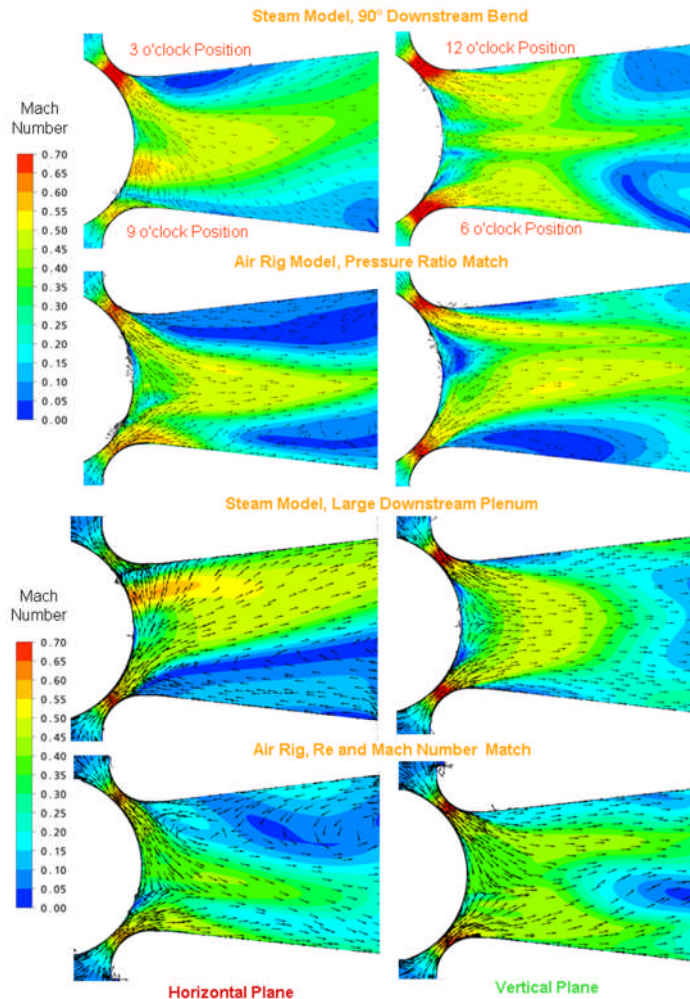 Steam Model, 90° Downstream Bend
3 o'clock Position
12 o'clock Position
Mach
Number
0.70
0.65
0.60
0.55
0.50
0.45
0.40
0.35
0.30
0.25
0.20
0.15
0.10
0.05
0.00
9 o'clock Position
6 o'clock Position
Air Rig Model, Pressure Ratio Match
Steam Model, Large Downstream Plenum
Mach
Number
0.70
0.65
0.60
0.55
0.50
0.45
0.40
0.35
0.30
0.25
0.20
0.15
0.10
0.05
0.00
Air Rig, Re and Mach Number Match
Horizontal Plane
Vertical Plane